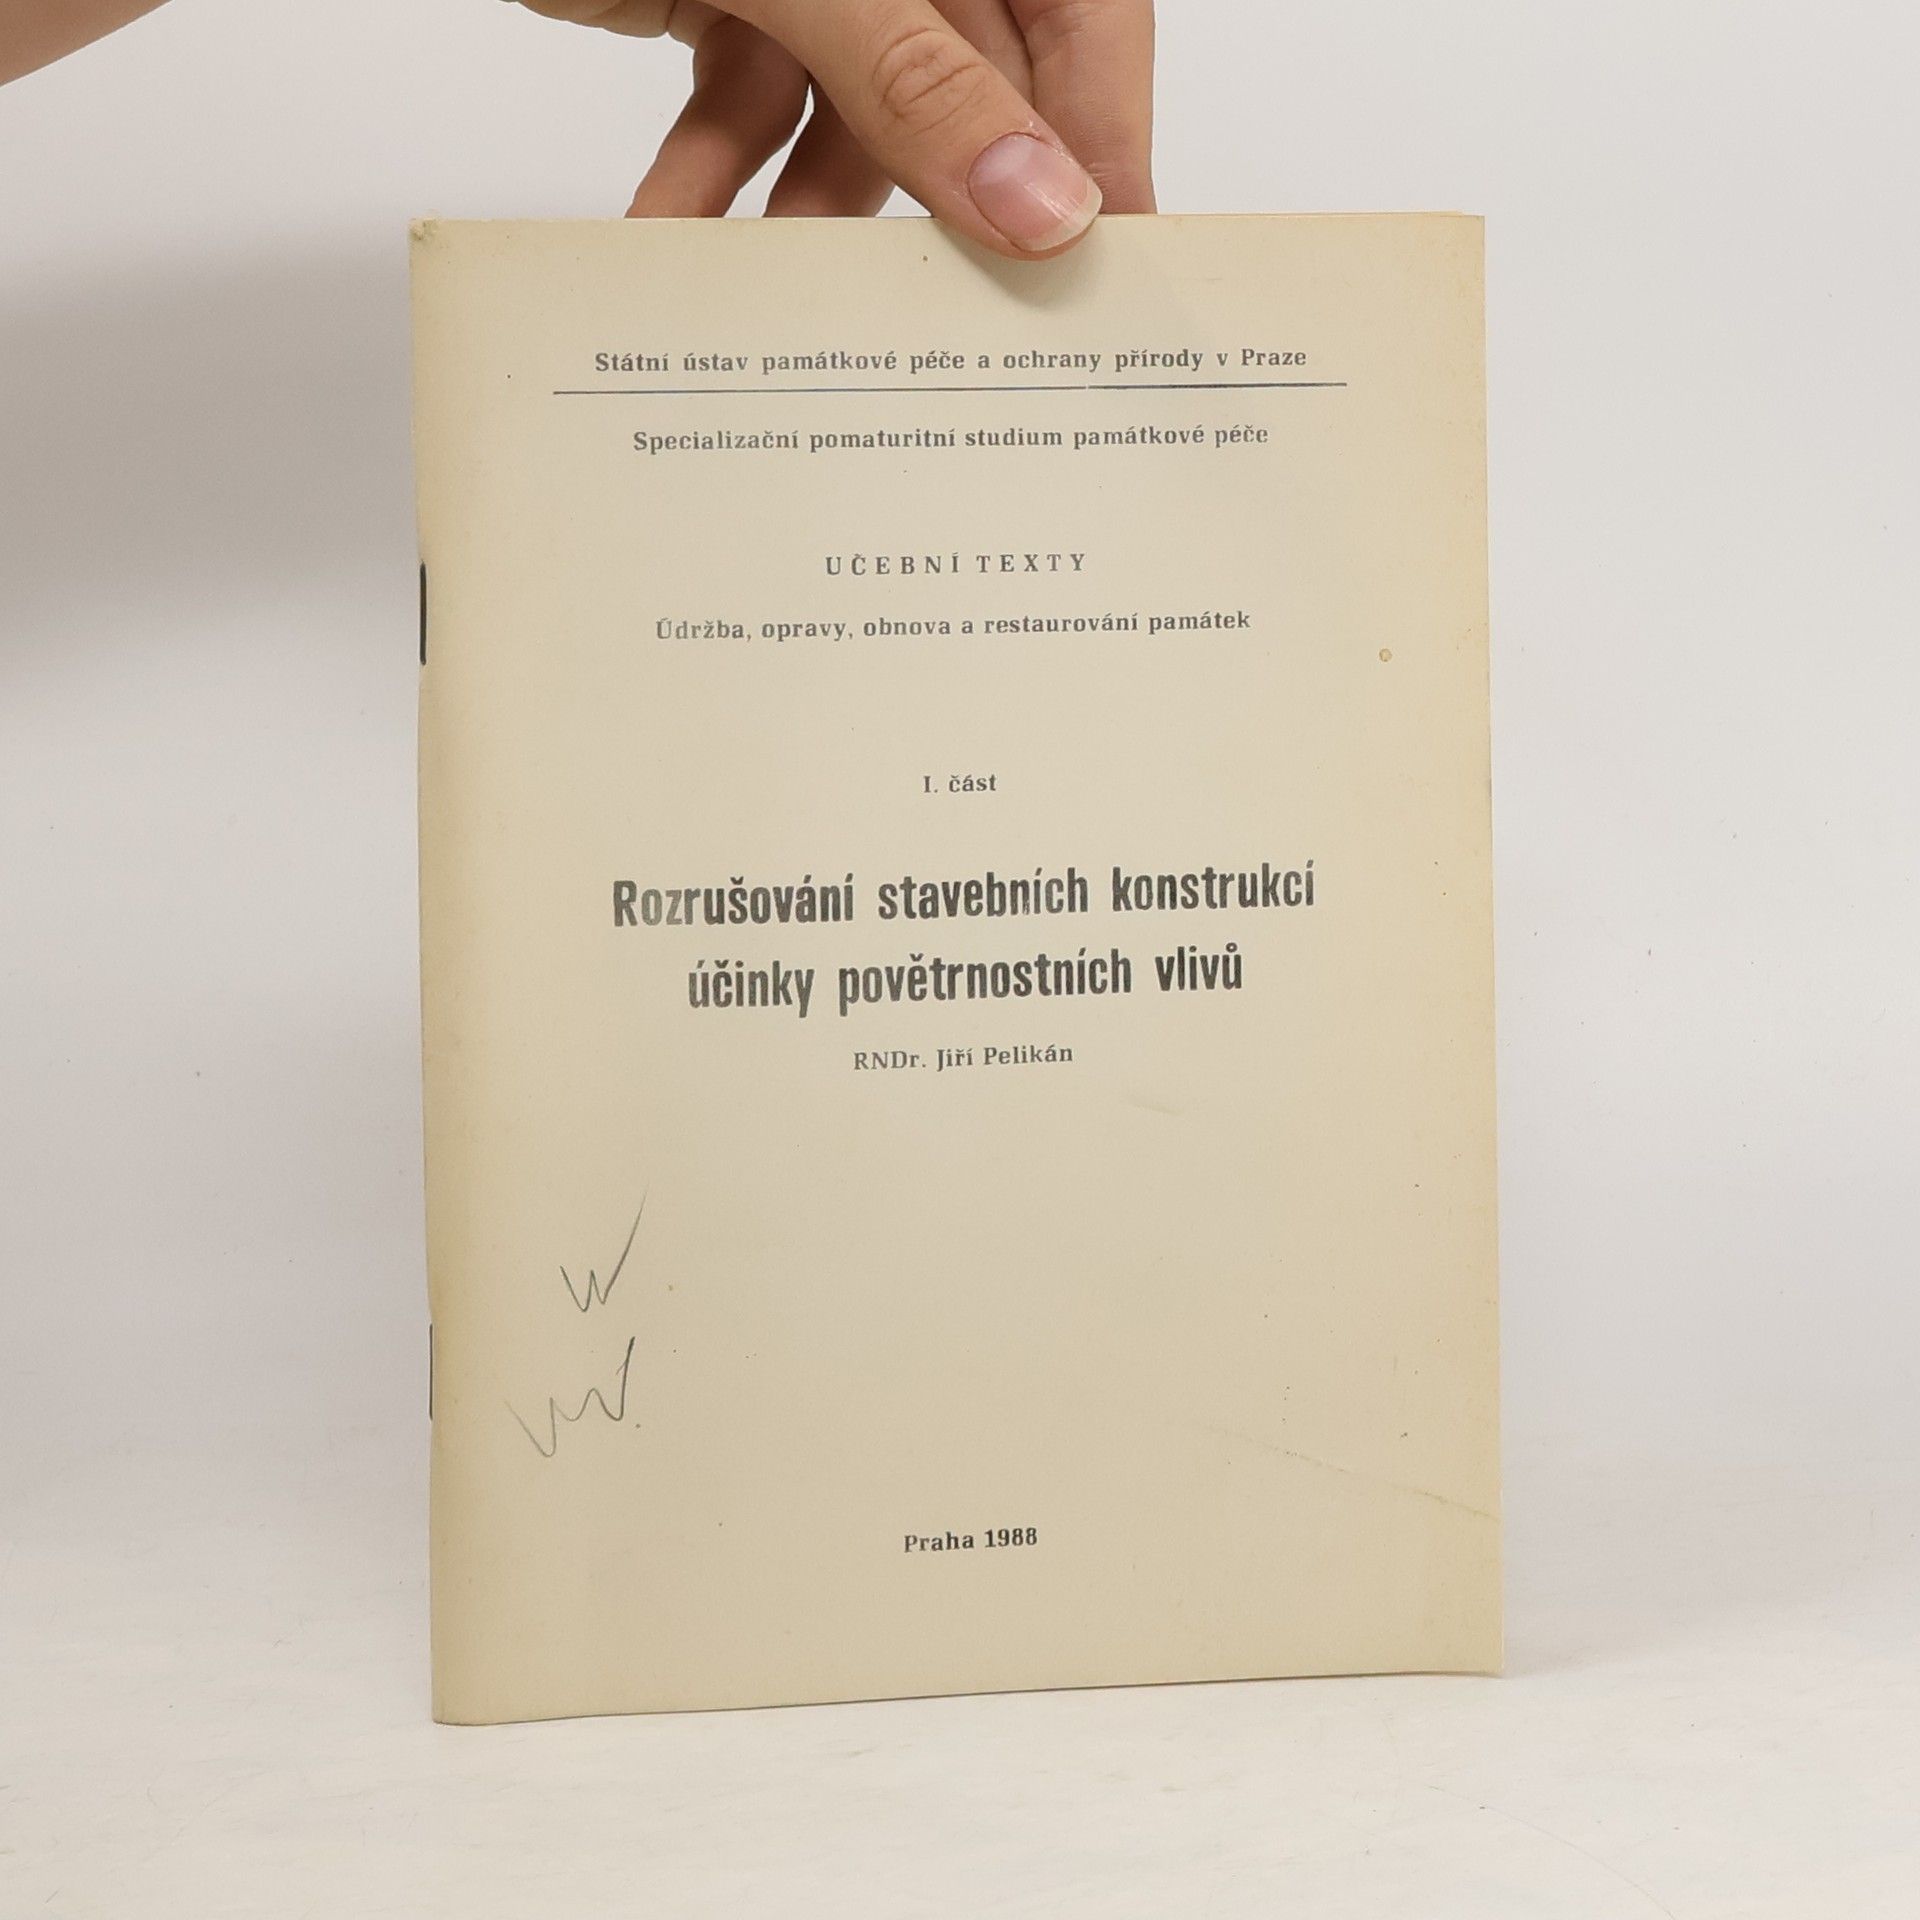 Státní ústav památkové péče a ochrany přírody v Praze
Specializační pomaturitní studium památkové péče
UČEBNÍ TEXTY
Údržba, opravy, obnova a restaurování památek
I. část
Rozrušování stavebních konstrukcí
účinky povětrnostních vlivů
RNDr. Jiří Pelikán
Praha 1988